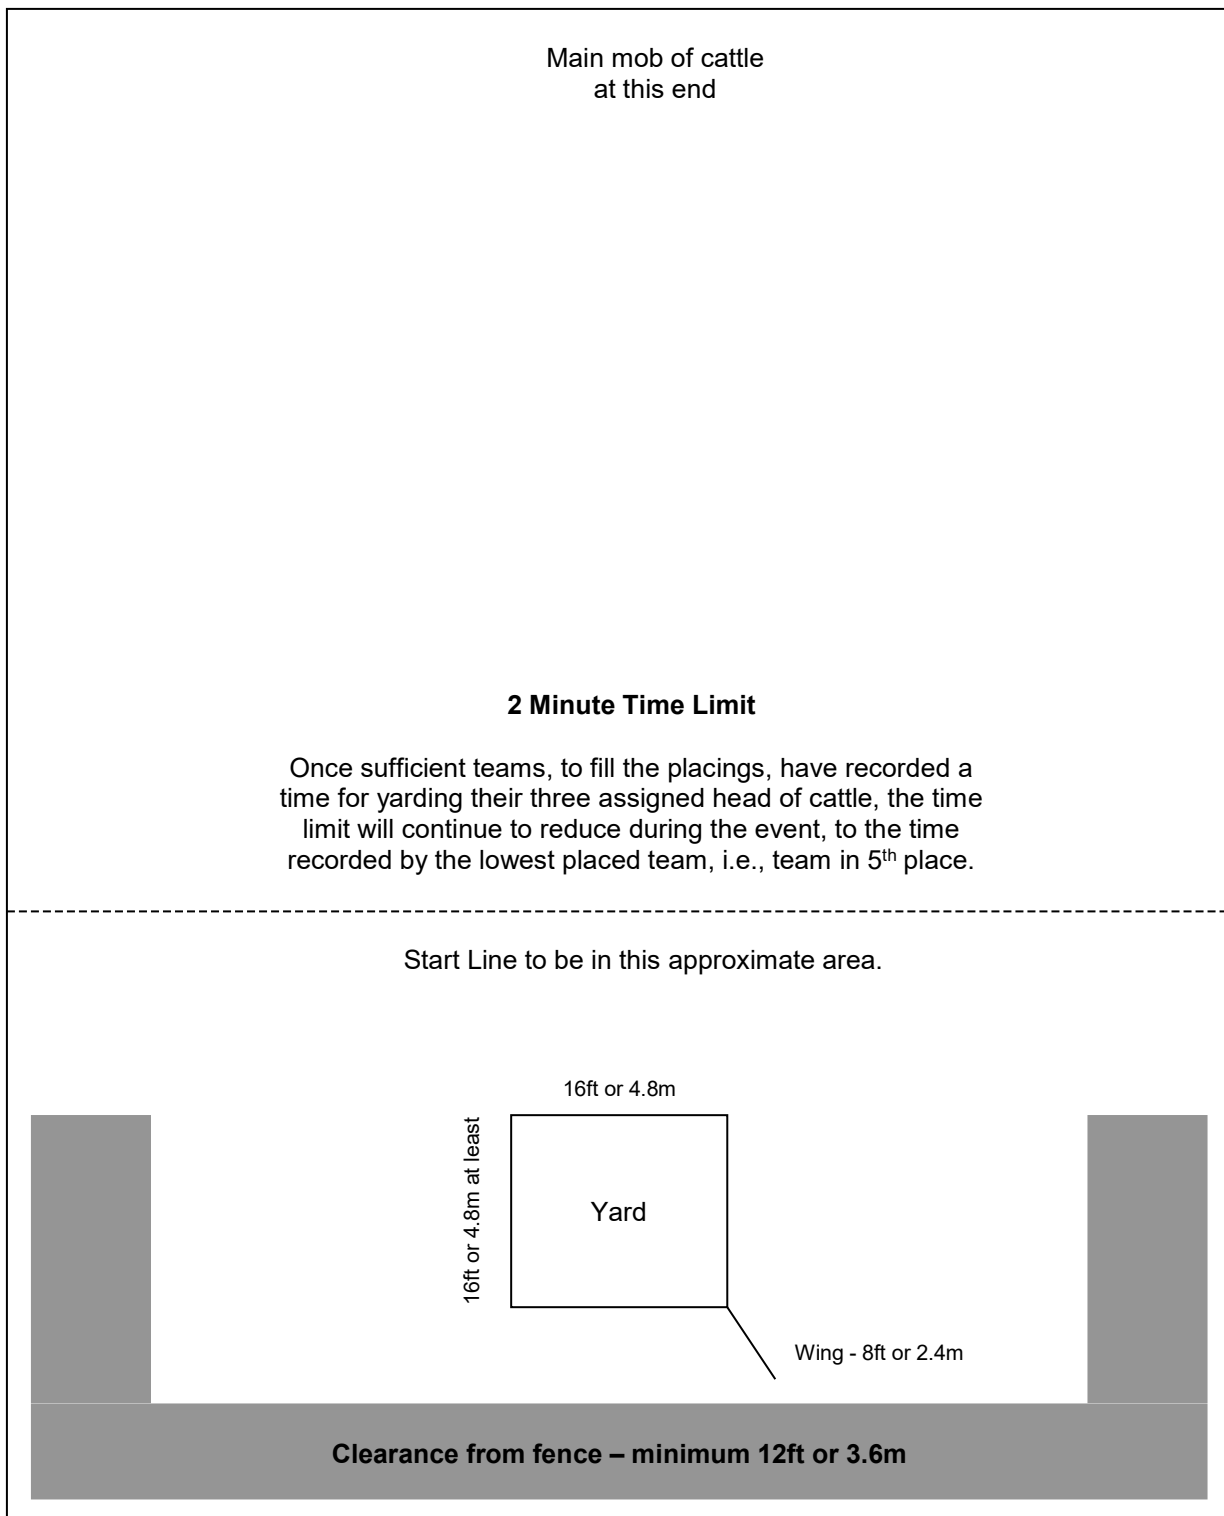 Main mob of cattle
at this end
2 Minute Time Limit
Once sufficient teams, to fill the placings, have recorded a
time for yarding their three assigned head of cattle, the time
limit will continue to reduce during the event, to the time
recorded by the lowest placed team, i.e., team in 5th place.
Start Line to be in this approximate area.
16ft or 4.8m
16ft or 4.8m at least
Yard
Wing - 8ft or 2.4m
Clearance from fence – minimum 12ft or 3.6m